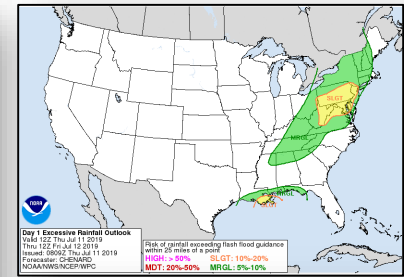 SLGT
MRGL
MRGL
SLGT
NOAA
Day 1 Excessive Rainfall Outlook
Valid 12Z Thu Jul 11 2019
Thru 12Z Fri Jul 12 2019
Issued: 0809Z Thu Jul 11 2019
Forecaster: CHENARD
NOAA/NWS/NCEP/WPC
Risk of rainfall exceeding flash flood guidance
within 25 miles of a point
HIGH: > 50% SLGT: 10%-20%
MDT: 20%-50% MRGL: 5%-10%